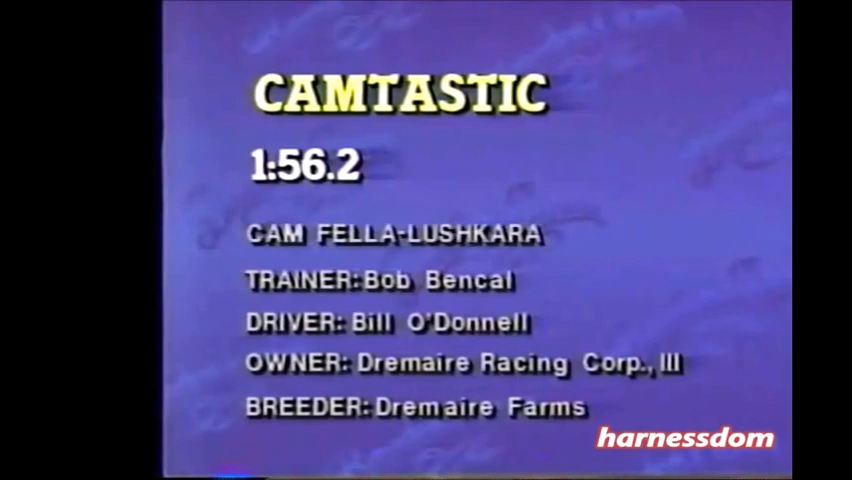 CAMTASTIC
1:56.2
CAM FELLA-LUSHKARA
TRAINER: Bob Bencal
DRIVER: Bill O'Donnell
OWNER: Dremaire Racing Corp., III
BREEDER: Dremaire Farms
harnessdom